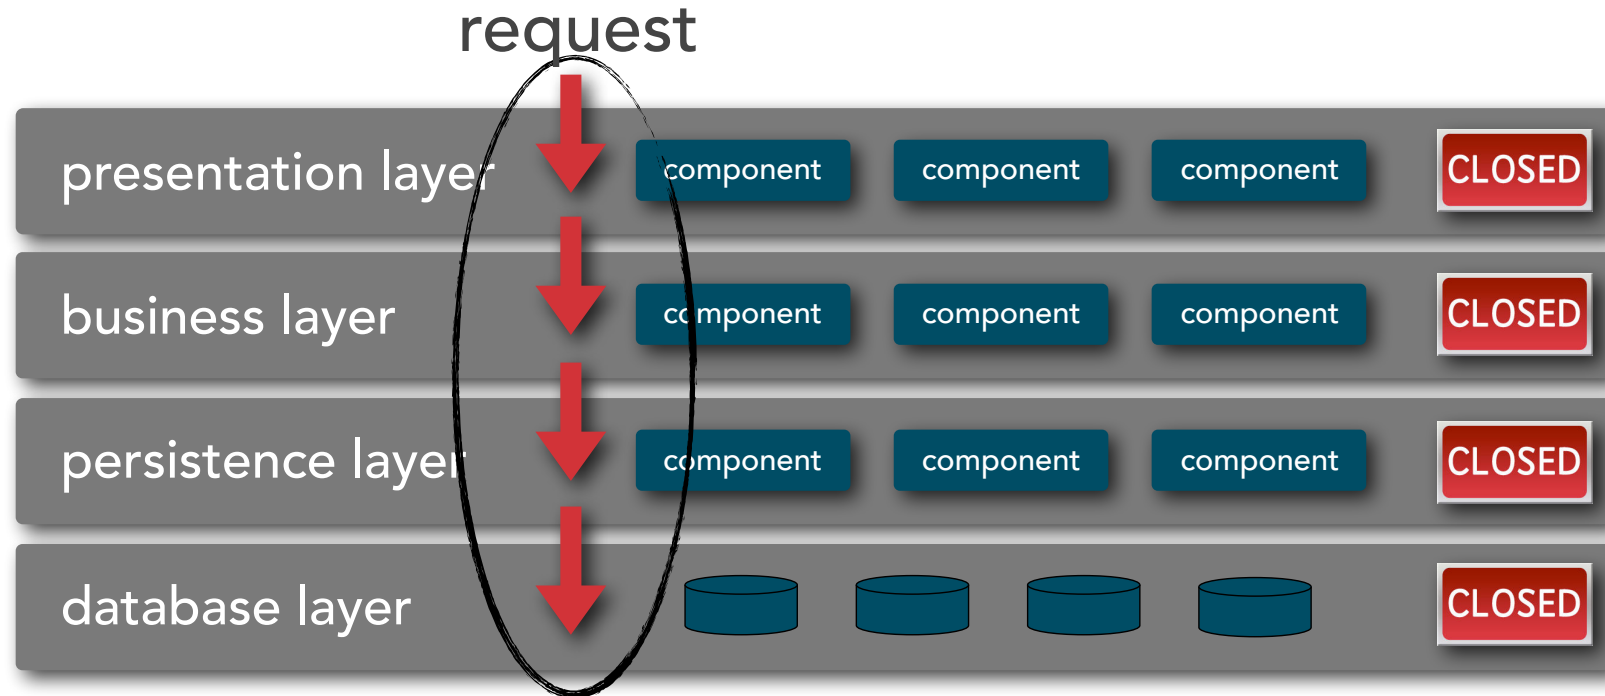 request
presentation layer component component component CLOSED
business layer component component component CLOSED
persistence layer component component component CLOSED
database layer CLOSED